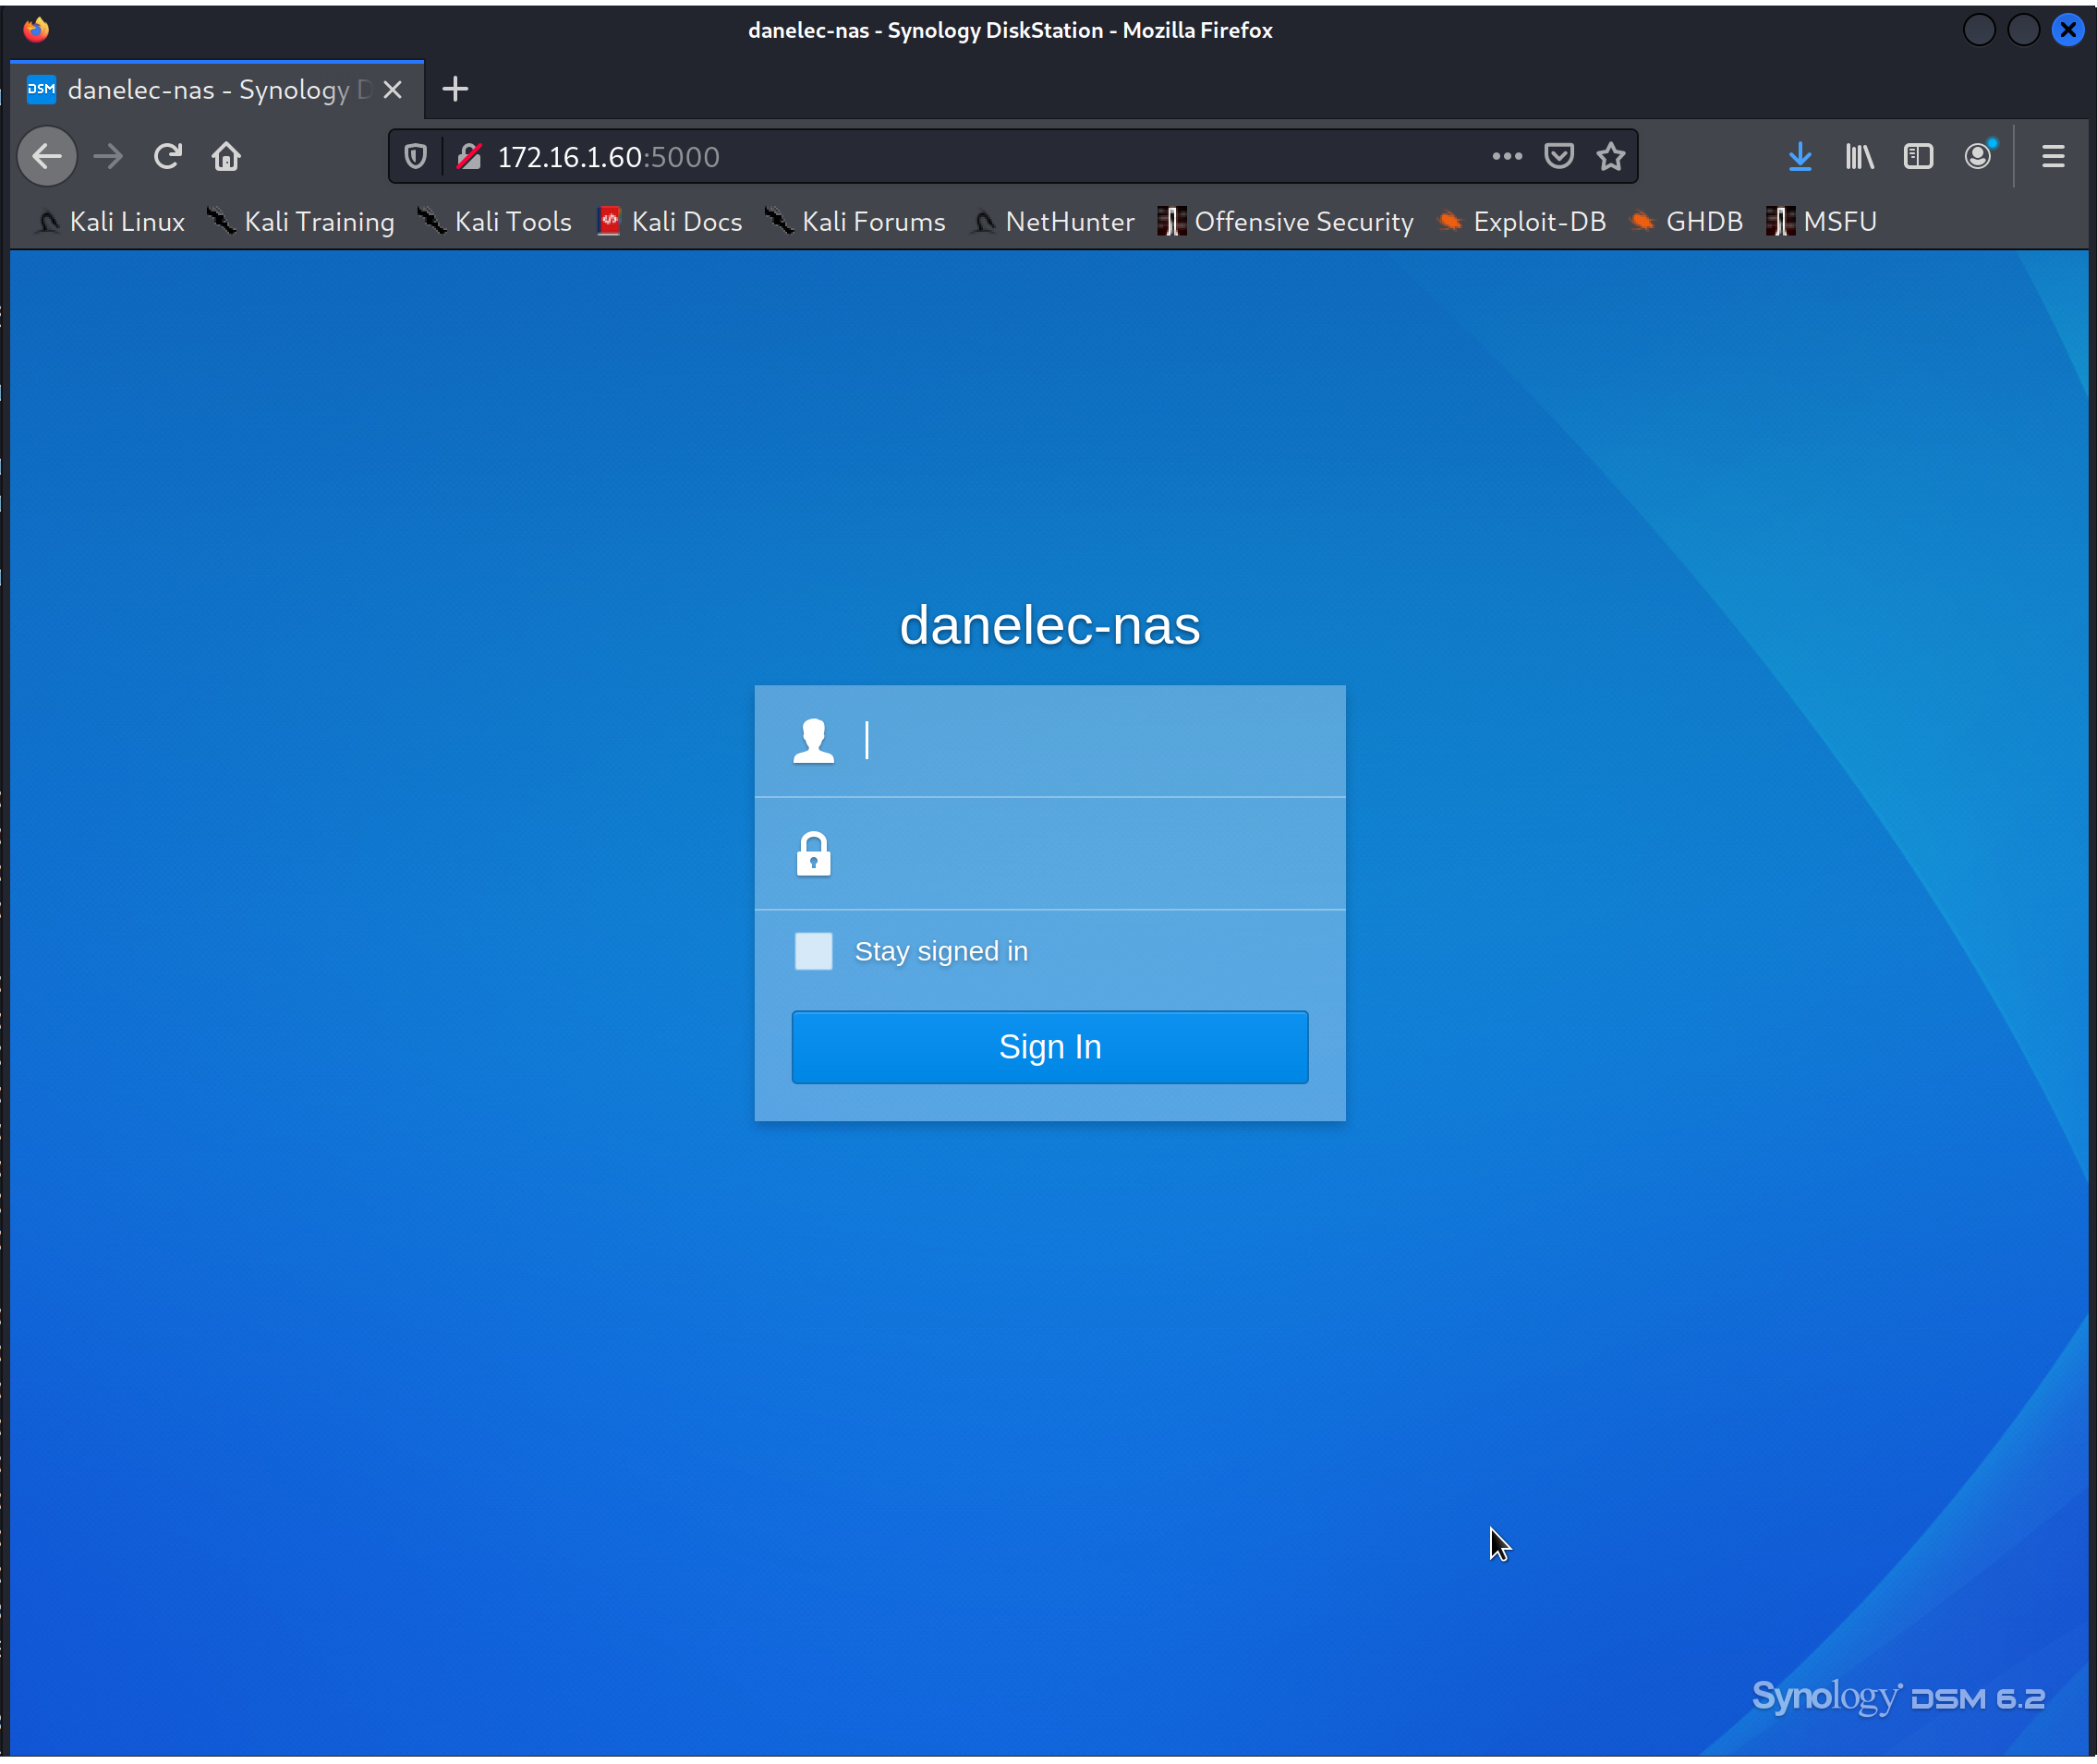 danelec-nas - Synology DiskStation - Mozilla Firefox
DSM danelec-nas - Synology D
172.16.1.60:5000
Kali Linux Kali Training Kali Tools Kali Docs Kali Forums NetHunter Offensive Security Exploit-DB GHDB MSFU
danelec-nas
Stay signed in
Sign In
Synology DSM 6.2